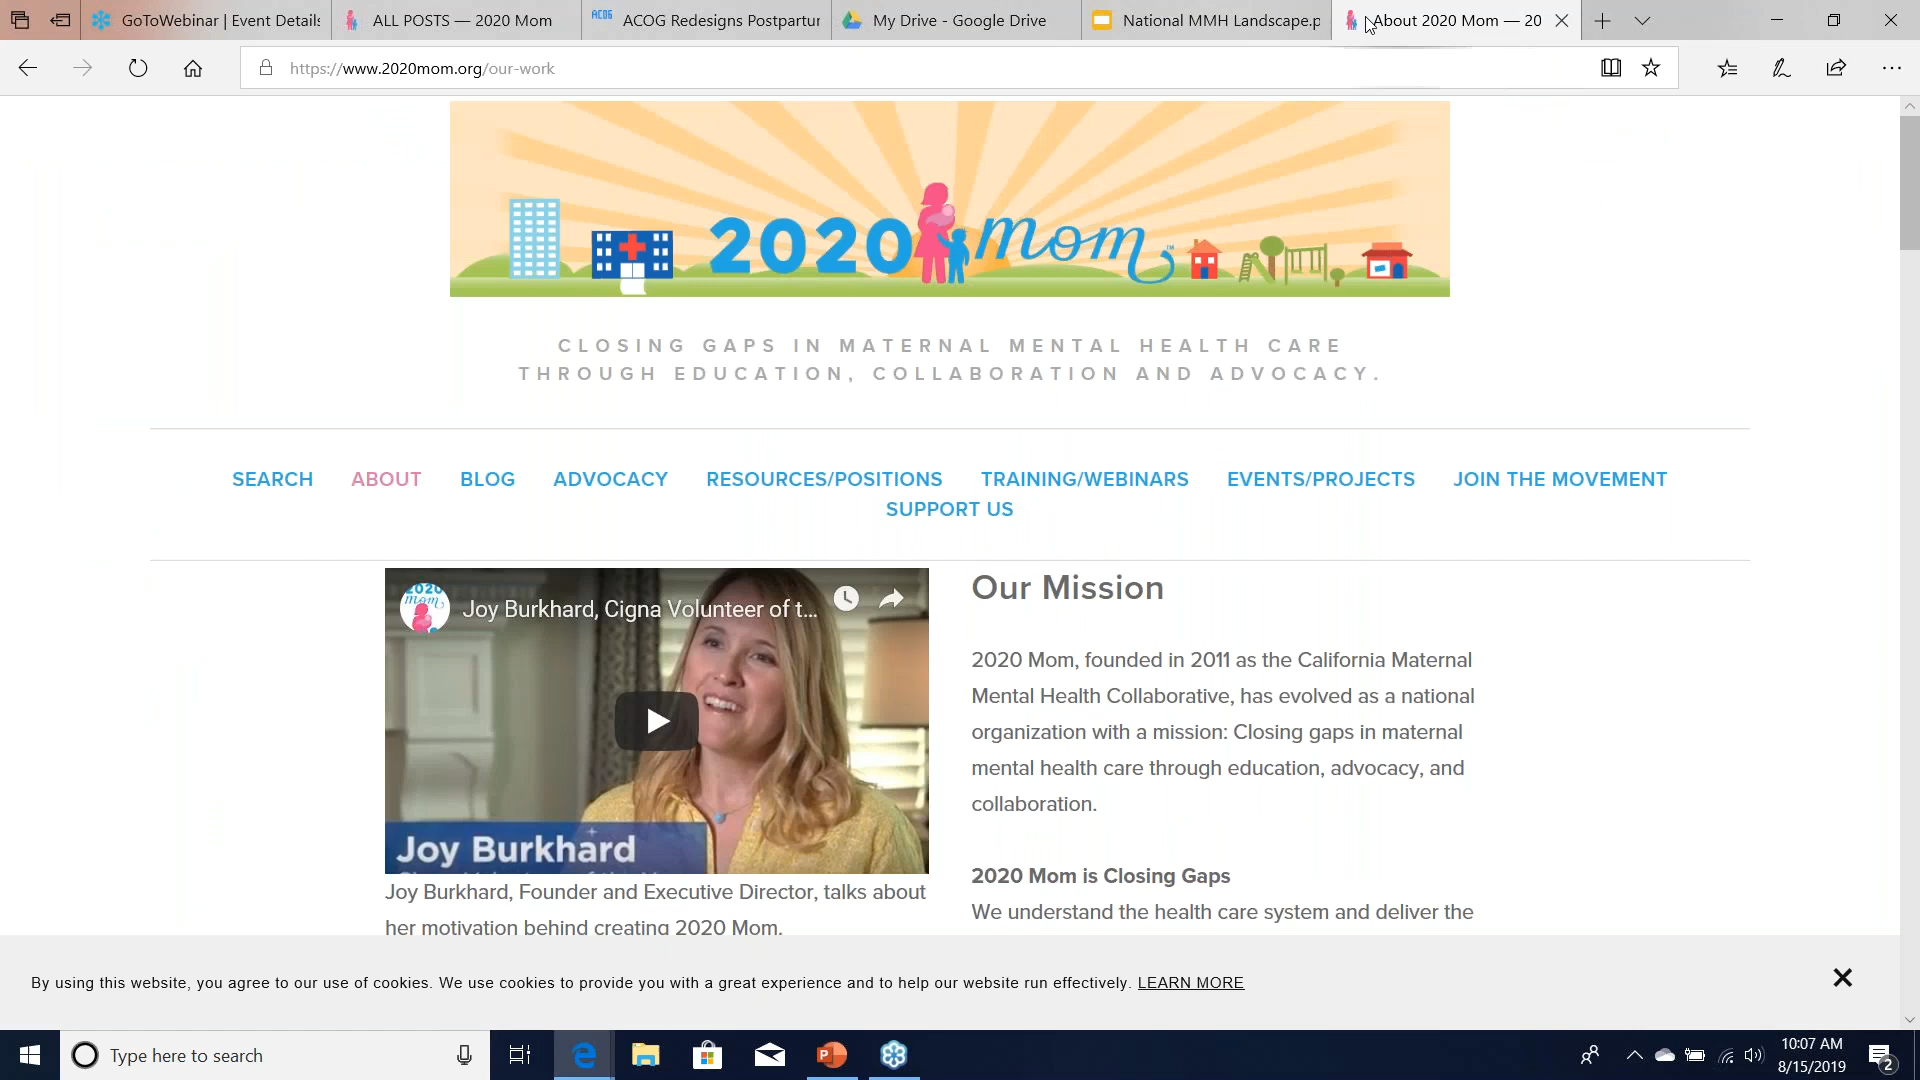 GoToWebinar | Event Details
ALL POSTS — 2020 Mom
ACOG ACOG Redesigns Postpartur
My Drive - Google Drive
National MMH Landscape.p
About 2020 Mom — 20
https://www.2020mom.org/our-work
2020 mom™
CLOSING GAPS IN MATERNAL MENTAL HEALTH CARE
THROUGH EDUCATION, COLLABORATION AND ADVOCACY.
SEARCH ABOUT BLOG ADVOCACY RESOURCES/POSITIONS TRAINING/WEBINARS EVENTS/PROJECTS JOIN THE MOVEMENT
SUPPORT US
2020
mom
Joy Burkhard, Cigna Volunteer of t...
Joy Burkhard
Joy Burkhard, Founder and Executive Director, talks about
her motivation behind creating 2020 Mom.
Our Mission
2020 Mom, founded in 2011 as the California Maternal
Mental Health Collaborative, has evolved as a national
organization with a mission: Closing gaps in maternal
mental health care through education, advocacy, and
collaboration.
2020 Mom is Closing Gaps
We understand the health care system and deliver the
By using this website, you agree to our use of cookies. We use cookies to provide you with a great experience and to help our website run effectively. LEARN MORE
Type here to search
10:07 AM
8/15/2019
2